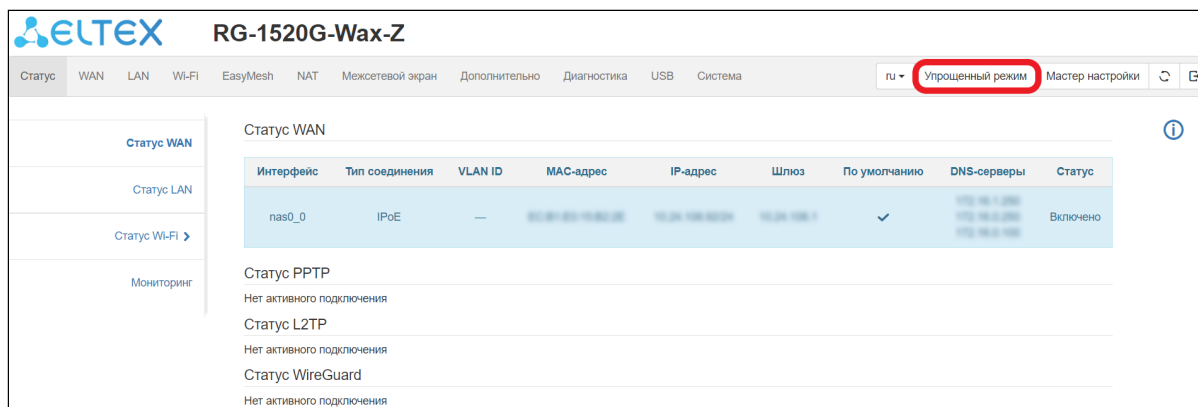 ELTEX RG-1520G-Wax-Z
Статус WAN LAN Wi-Fi EasyMesh NAT Межсетевой экран Дополнительно Диагностика USB Система ru Упрощенный режим Мастер настройки
Статус WAN
Статус LAN
Статус Wi-Fi
Мониторинг
Статус WAN
Интерфейс Тип соединения VLAN ID MAC-адрес IP-адрес Шлюз По умолчанию DNS-серверы Статус
nas0_0 IPoE — Включено
Статус PPTP
Нет активного подключения
Статус L2TP
Нет активного подключения
Статус WireGuard
Нет активного подключения